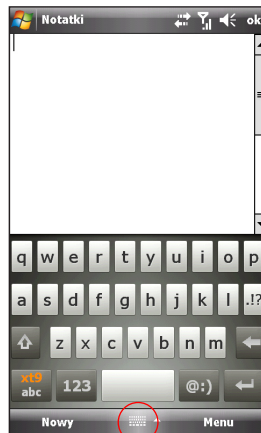 Notatki ok
q w e r t y u i o p
a s d f g h j k l .!?
z x c v b n m
xt9
abc 123 @:)
Nowy Menu